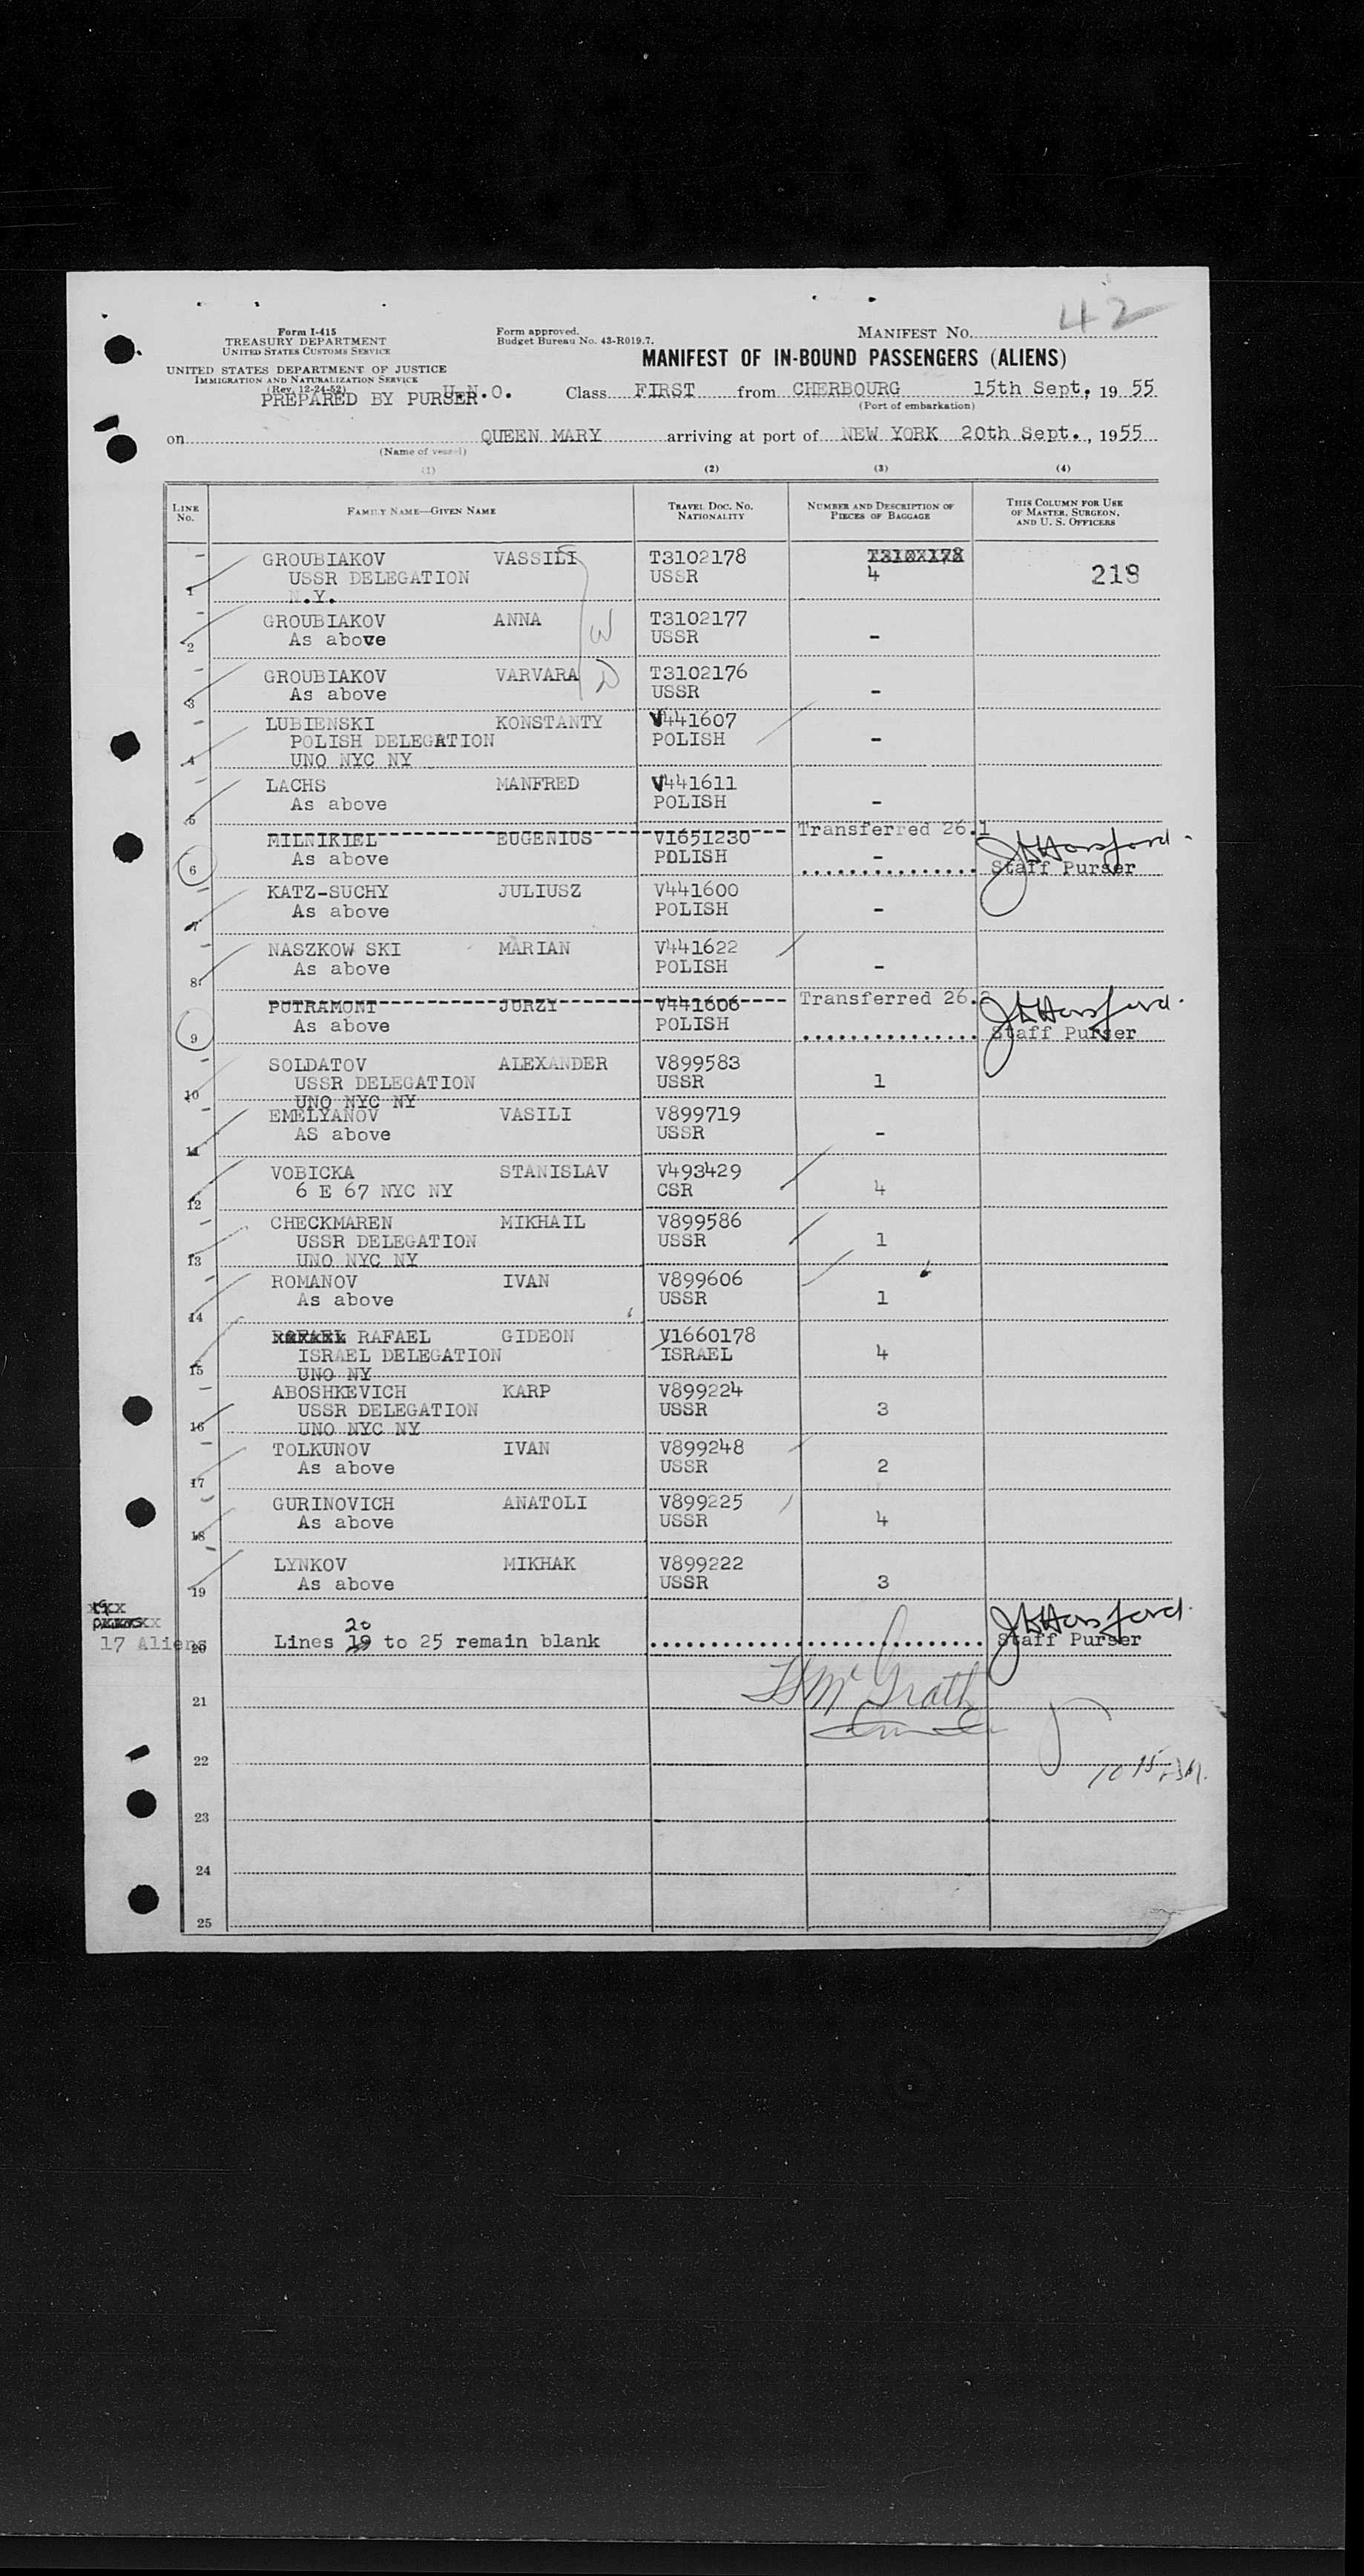 42
Form I-415
TREASURY DEPARTMENT
UNITED STATES CUSTOMS SERVICE
Form approved.
Budget Bureau No. 43-R019.7.
MANIFEST NO.
MANIFEST OF IN-BOUND PASSENGERS (ALIENS)
UNITED STATES DEPARTMENT OF JUSTICE
IMMIGRATION AND NATURALIZATION SERVICE
(Rev. 12-24-52)
PREPARED BY PURSER U.N.O. Class FIRST from CHERBOURG 15th Sept, 19 55
(Port of embarkation)
on QUEEN MARY arriving at port of NEW YORK 20th Sept., 1955
(Name of vessel)
(1) (2) (3) (4)
LINE No. FAMILY NAME—GIVEN NAME TRAVEL DOC. NO. NATIONALITY NUMBER AND DESCRIPTION OF PIECES OF BAGGAGE THIS COLUMN FOR USE OF MASTER, SURGEON, AND U. S. OFFICERS
GROUBIAKOV VASSILI T3102178 T3102178
1 USSR DELEGATION USSR 4 218
N.Y.
GROUBIAKOV ANNA W T3102177
2 As above USSR -
GROUBIAKOV VARVARA D T3102176
3 As above USSR -
LUBIENSKI KONSTANTY V441607
POLISH DELEGATION POLISH -
4 UNO NYC NY
LACHS MANFRED V441611
5 As above POLISH -
MILNIKIEL EUGENIUS V1651230 Transferred 26.1
6 As above POLISH - Staff Purser
KATZ-SUCHY JULIUSZ V441600
7 As above POLISH -
NASZKOW SKI MARIAN V441622
8 As above POLISH -
PUTRAMONT JURZY V441606 Transferred 26.
9 As above POLISH Staff Purser
SOLDATOV ALEXANDER V899583
USSR DELEGATION USSR 1
10 UNO NYC NY
EMELYANOV VASILI V899719
11 AS above USSR -
VOBICKA STANISLAV V493429
12 6 E 67 NYC NY CSR 4
CHECKMAREN MIKHAIL V899586
USSR DELEGATION USSR 1
13 UNO NYC NY
ROMANOV IVAN V899606
14 As above USSR 1
RAFAEL GIDEON V1660178
ISRAEL DELEGATION ISRAEL 4
15 UNO NY
ABOSHKEVICH KARP V899224
USSR DELEGATION USSR 3
16 UNO NYC NY
TOLKUNOV IVAN V899248
17 As above USSR 2
GURINOVICH ANATOLI V899225
18 As above USSR 4
LYNKOV MIKHAK V899222
19 As above USSR 3
20
17 Aliens 20 Lines 19 to 25 remain blank Staff Purser
McGrath
21
22
23
24
25